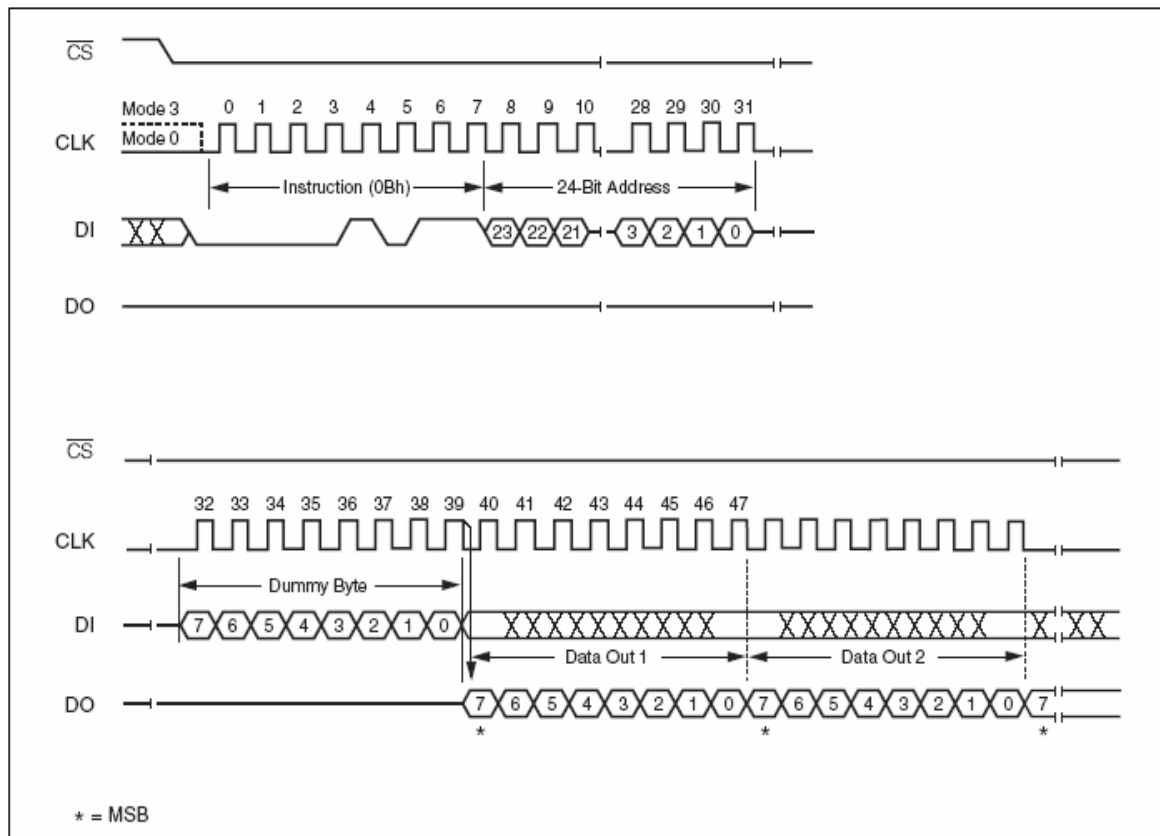 CS
Mode 3
0 1 2 3 4 5 6 7 8 9 10 28 29 30 31
CLK
Mode 0
Instruction (0Bh)
24-Bit Address
DI
23 22 21 3 2 1 0
DO
CS
32 33 34 35 36 37 38 39 40 41 42 43 44 45 46 47
CLK
Dummy Byte
DI
7 6 5 4 3 2 1 0
Data Out 1
Data Out 2
DO
7 6 5 4 3 2 1 0 7 6 5 4 3 2 1 0 7
* * *
* = MSB